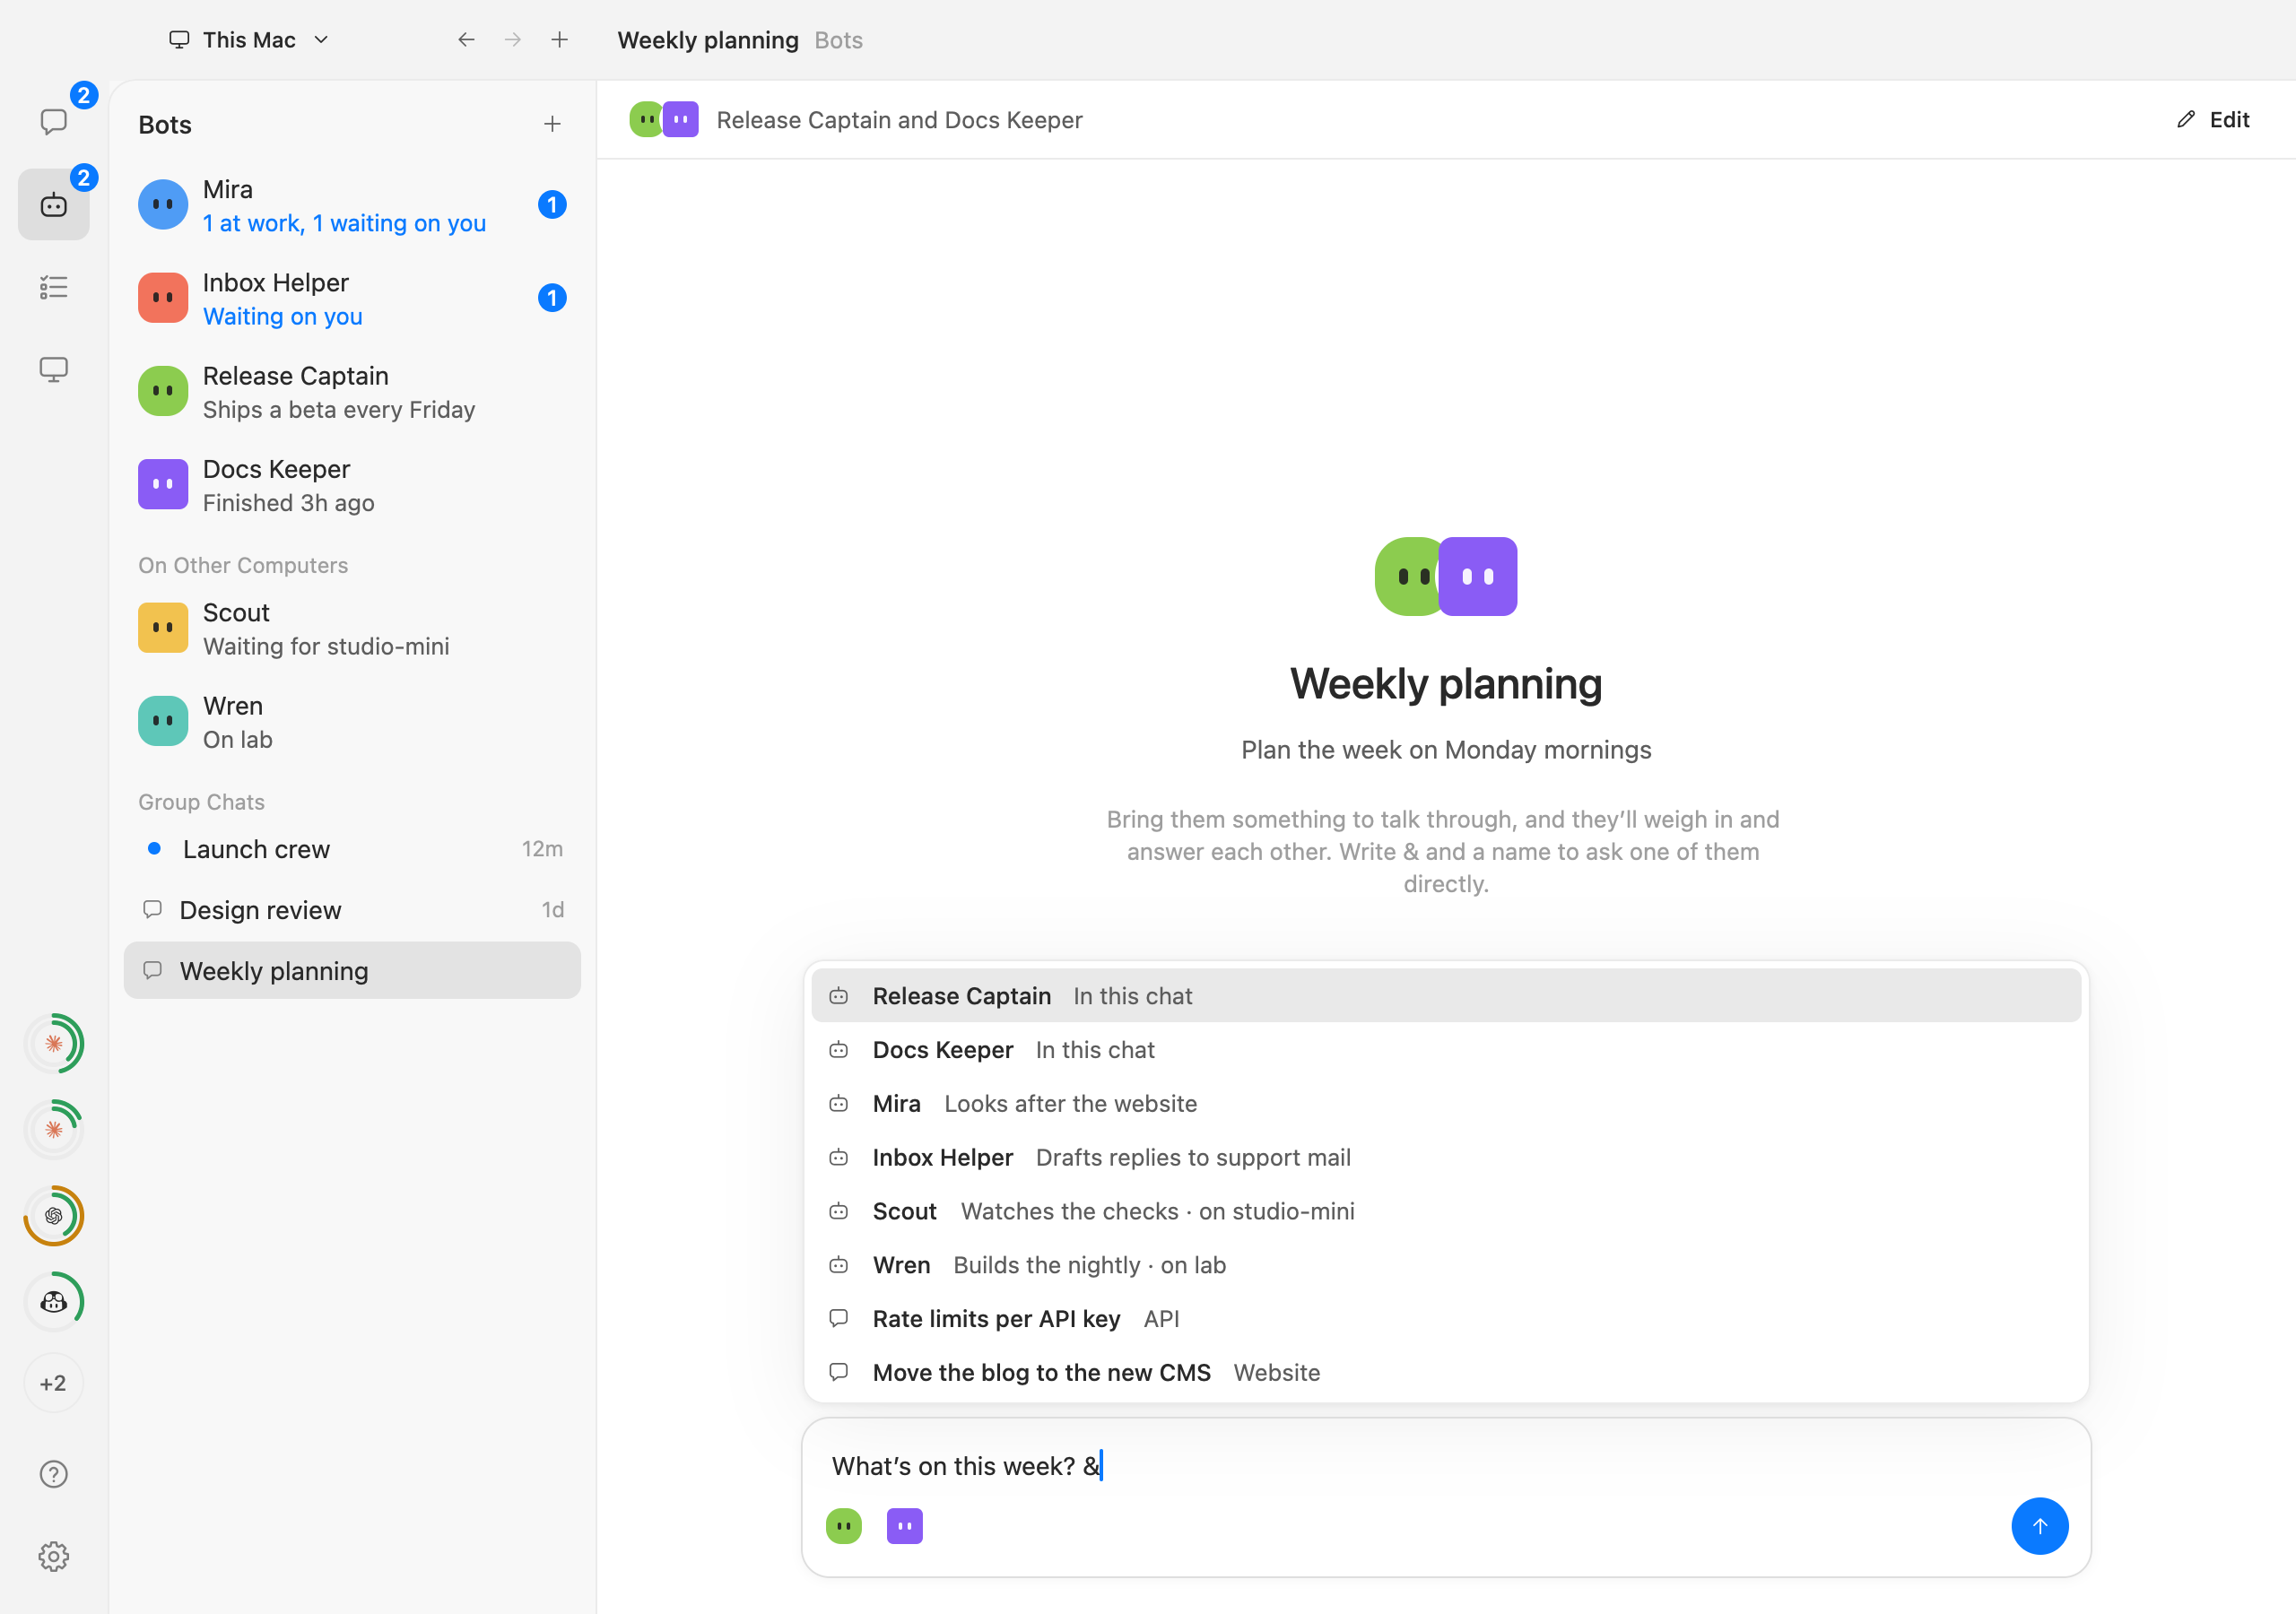 This Mac
Weekly planning Bots
2
2
Bots
Mira
1 at work, 1 waiting on you
1
Inbox Helper
Waiting on you
1
Release Captain
Ships a beta every Friday
Docs Keeper
Finished 3h ago
On Other Computers
Scout
Waiting for studio-mini
Wren
On lab
Group Chats
Launch crew 12m
Design review 1d
Weekly planning
+2
Release Captain and Docs Keeper
Edit
Weekly planning
Plan the week on Monday mornings
Bring them something to talk through, and they’ll weigh in and
answer each other. Write & and a name to ask one of them
directly.
Release Captain In this chat
Docs Keeper In this chat
Mira Looks after the website
Inbox Helper Drafts replies to support mail
Scout Watches the checks · on studio-mini
Wren Builds the nightly · on lab
Rate limits per API key API
Move the blog to the new CMS Website
What’s on this week? &